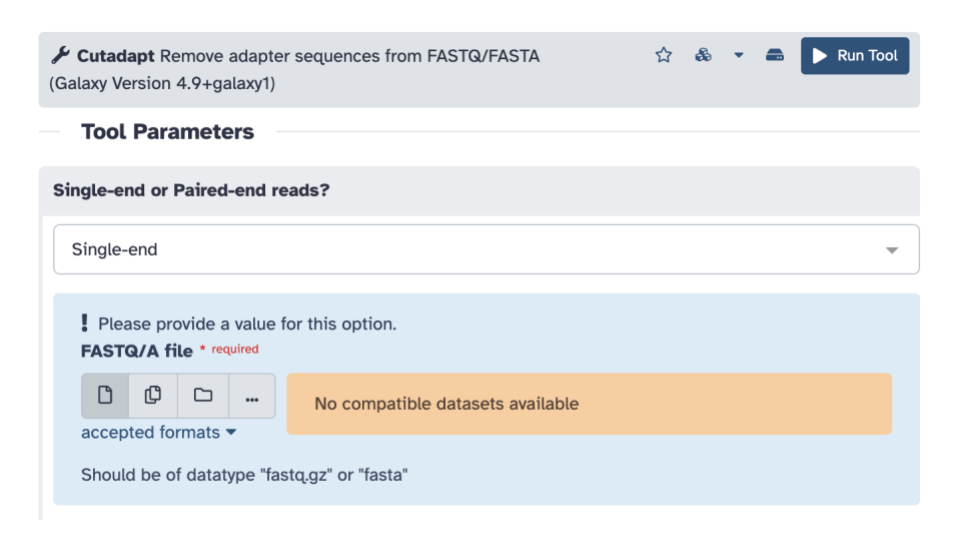 Cutadapt Remove adapter sequences from FASTQ/FASTA
(Galaxy Version 4.9+galaxy1)
Run Tool
Tool Parameters
Single-end or Paired-end reads?
Single-end
Please provide a value for this option.
FASTQ/A file * required
No compatible datasets available
accepted formats
Should be of datatype "fastq.gz" or "fasta"